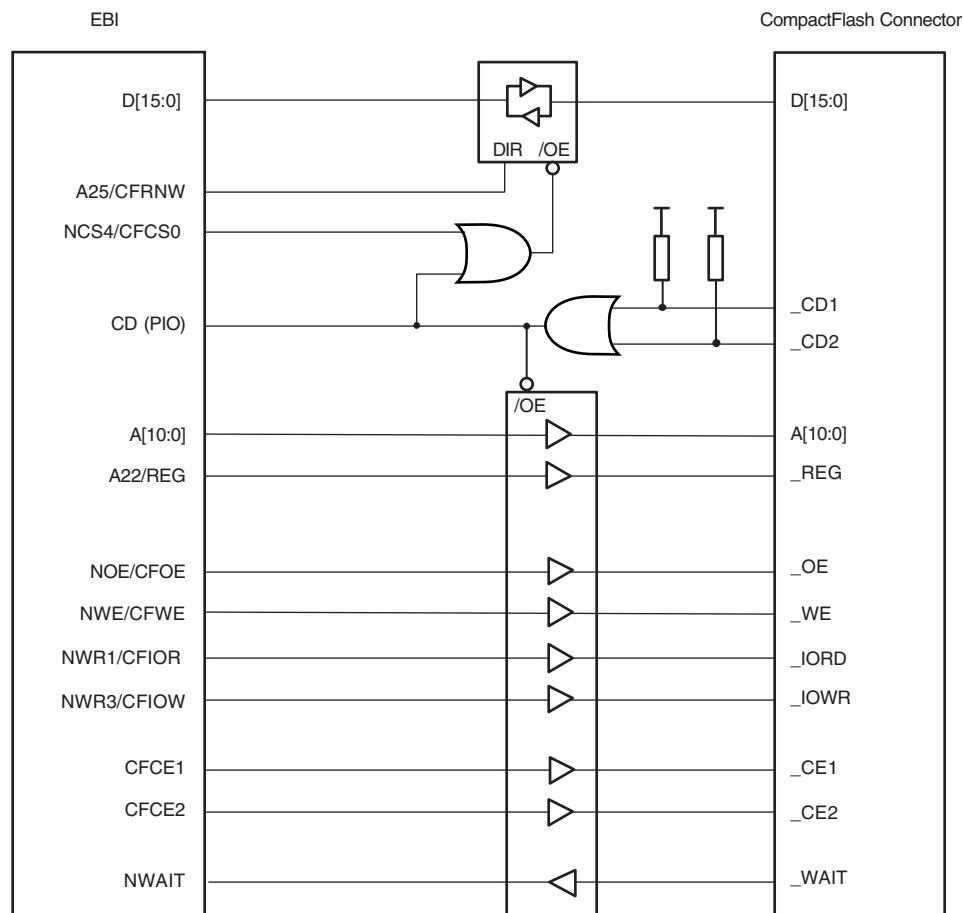 EBI CompactFlash Connector
D[15:0] D[15:0]
DIR /OE
A25/CFRNW
NCS4/CFCS0
_CD1
CD (PIO)
_CD2
/OE
A[10:0] A[10:0]
A22/REG _REG
NOE/CFOE _OE
NWE/CFWE _WE
NWR1/CFIOR _IORD
NWR3/CFIOW _IOWR
CFCE1 _CE1
CFCE2 _CE2
NWAIT _WAIT